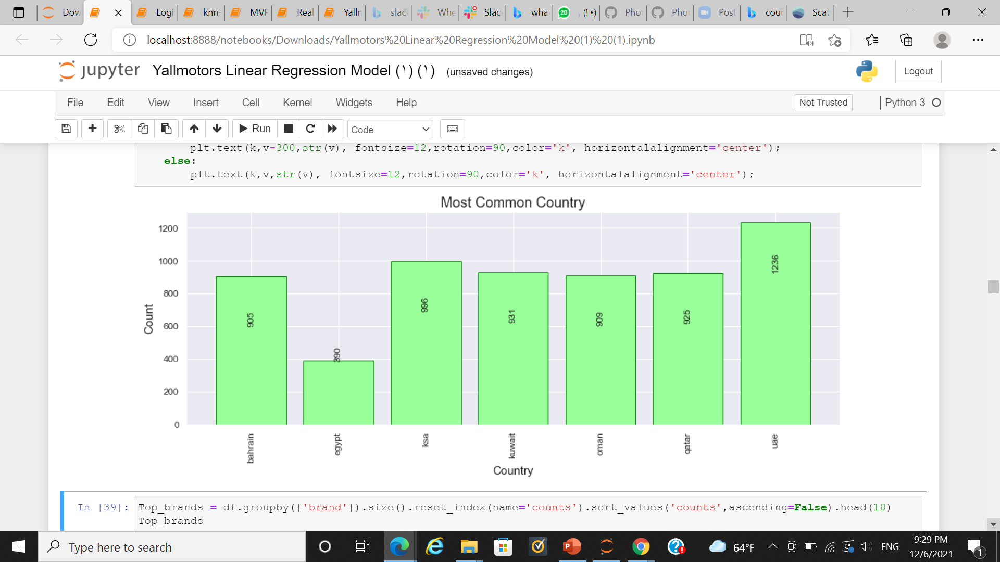 Dow
Logi
knn-
MVP
Real
Yalln
slack
Whe
Slac
wha
20
(٢•)
Phor
Phor
Post
cour
Scat
localhost:8888/notebooks/Downloads/Yallmotors%20Linear%20Regression%20Model%20(1)%20(1).ipynb
jupyter Yallmotors Linear Regression Model (١) (١) (unsaved changes)
Logout
File Edit View Insert Cell Kernel Widgets Help
Not Trusted
Python 3
Run
Code
plt.text(k,v-300,str(v), fontsize=12,rotation=90,color='k', horizontalalignment='center');
else:
plt.text(k,v,str(v), fontsize=12,rotation=90,color='k', horizontalalignment='center');
Most Common Country
1200
1000
800
600
400
200
0
Count
905
390
996
931
909
925
1236
bahrain
egypt
ksa
kuwait
oman
qatar
uae
Country
In [39]:
Top_brands = df.groupby(['brand']).size().reset_index(name='counts').sort_values('counts',ascending=False).head(10)
Top_brands
Type here to search
64°F
ENG
9:29 PM
12/6/2021
1